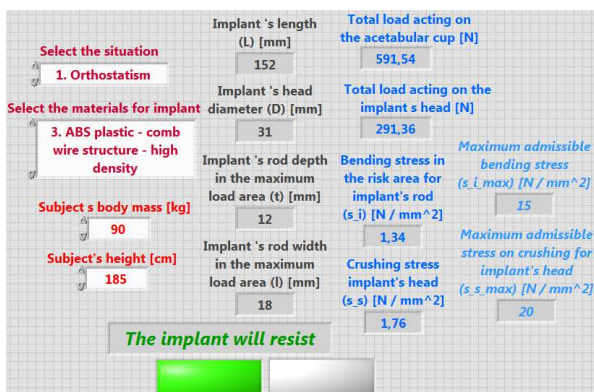 Select the situation
1. Orthostatism
Select the materials for implant
3. ABS plastic - comb
wire structure - high
density
Subject s body mass [kg]
90
Subject's height [cm]
185
Implant 's length
(L) [mm]
152
Implant 's head
diameter (D) [mm]
31
Implant 's rod depth
in the maximum
load area (t) [mm]
12
Implant 's rod width
in the maximum
load area (l) [mm]
18
Total load acting on
the acetabular cup [N]
591,54
Total load acting on the
implant s head [N]
291,36
Bending stress in
the risk area for
implant's rod
(s_i) [N / mm^2]
1,34
Crushing stress
implant's head
(s_s) [N / mm^2]
1,76
Maximum admissible
bending stress
(s_i_max) [N / mm^2]
15
Maximum admissible
stress on crushing for
implant's head
(s_s_max) [N / mm^2]
20
The implant will resist